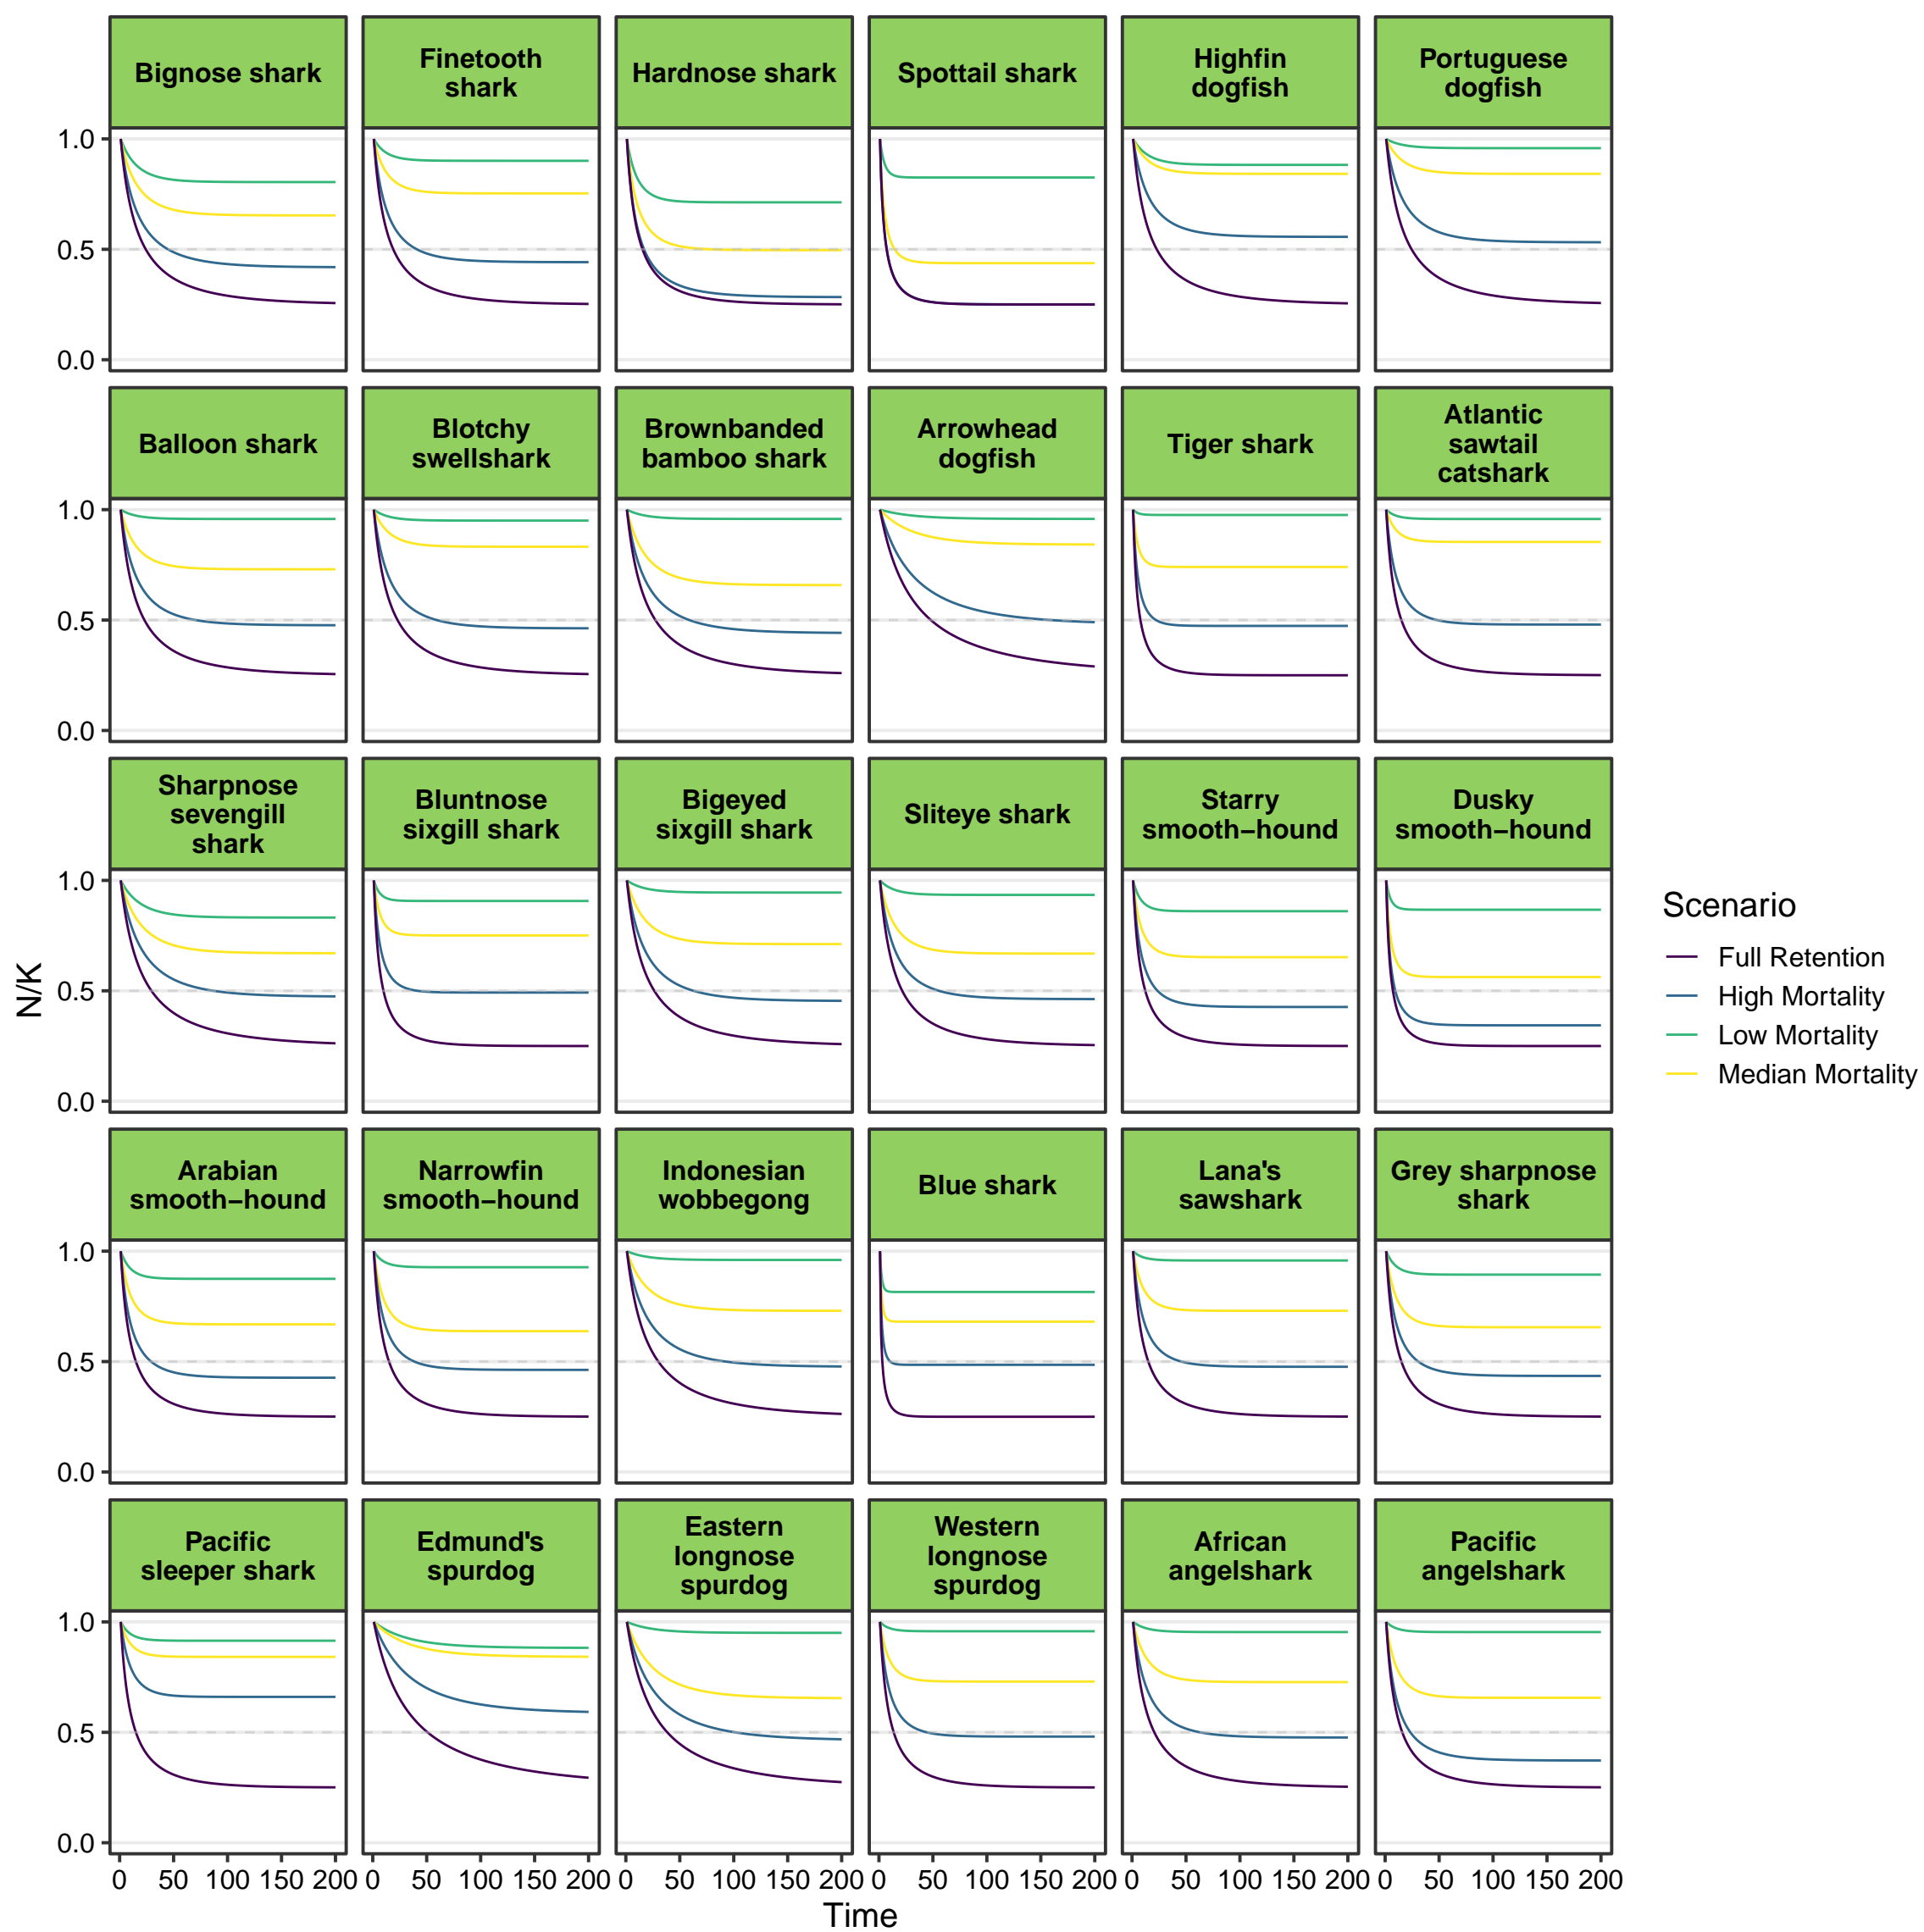 Bignose shark
Finetooth
shark
Hardnose shark
Spottail shark
Highfin
dogfish
Portuguese
dogfish
1.0
0.5
0.0
Balloon shark
Blotchy
swellshark
Brownbanded
bamboo shark
Arrowhead
dogfish
Tiger shark
Atlantic
sawtail
catshark
1.0
0.5
0.0
Sharpnose
sevengill
shark
Bluntnose
sixgill shark
Bigeyed
sixgill shark
Sliteye shark
Starry
smooth−hound
Dusky
smooth−hound
1.0
0.5
0.0
N/K
Arabian
smooth−hound
Narrowfin
smooth−hound
Indonesian
wobbegong
Blue shark
Lana's
sawshark
Grey sharpnose
shark
1.0
0.5
0.0
Pacific
sleeper shark
Edmund's
spurdog
Eastern
longnose
spurdog
Western
longnose
spurdog
African
angelshark
Pacific
angelshark
1.0
0.5
0.0
0 50 100 150 200 0 50 100 150 200 0 50 100 150 200 0 50 100 150 200 0 50 100 150 200 0 50 100 150 200
Time
Scenario
Full Retention
High Mortality
Low Mortality
Median Mortality